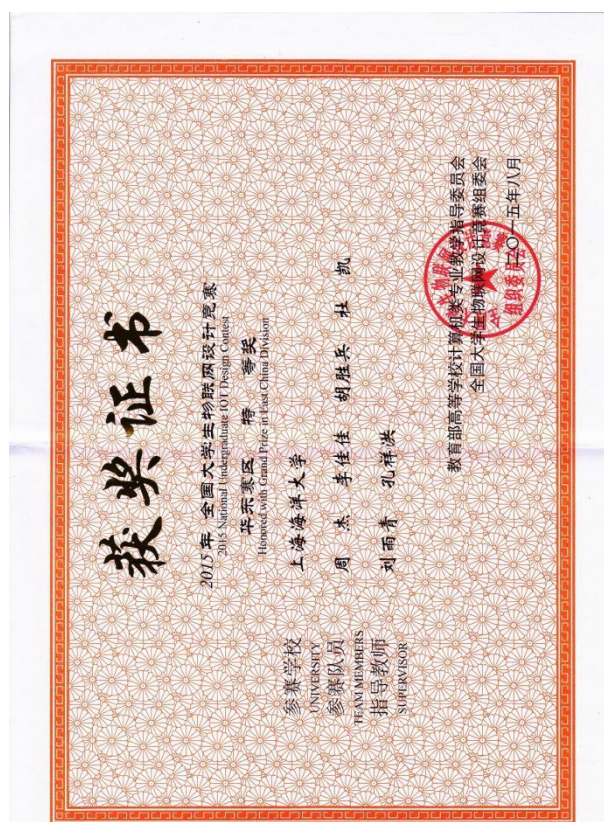 获奖证书
2015年 全国大学生物联网设计竞赛
2015 National Undergraduate IOT Design Contest
华东赛区 特等奖
Honored with Grand Prize in East China Division
参赛学校 上海海洋大学
UNIVERSITY
参赛队员 周杰 李佳佳 胡胜兵 杜凯
TEAM MEMBERS
指导教师 刘雨青 孔祥洪
SUPERVISOR
教育部高等学校计算机类专业教学指导委员会
全国大学生物联网设计竞赛组委会
二〇一五年八月
组织委员会